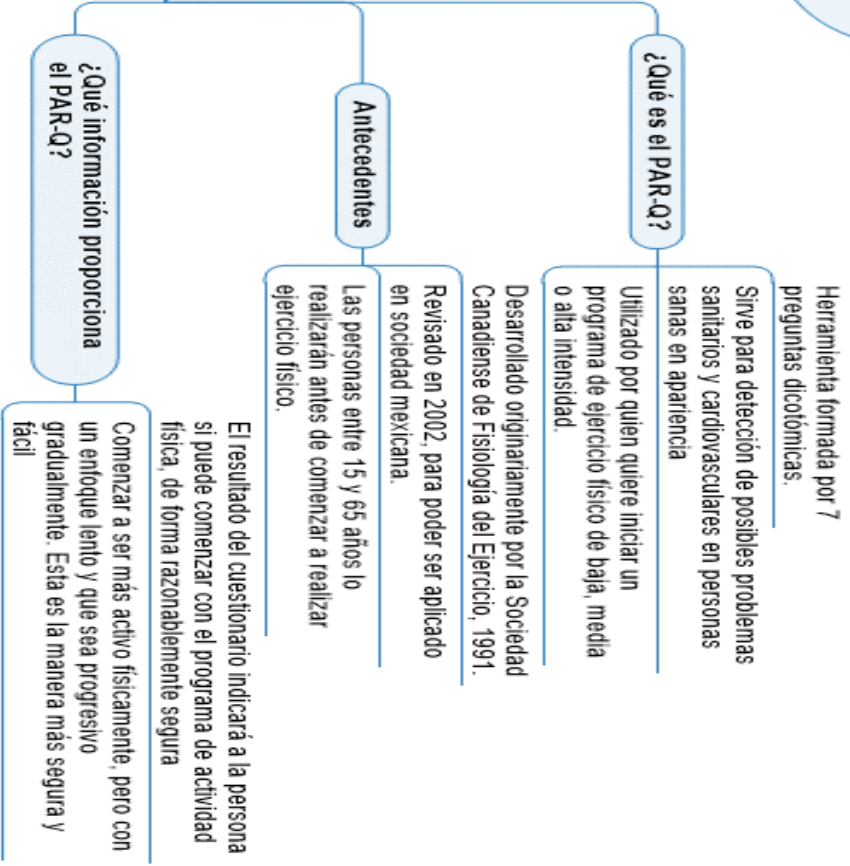 ¿Qué es el PAR-Q?
Herramienta formada por 7
preguntas dicotómicas.
Sirve para detección de posibles problemas
sanitarios y cardiovasculares en personas
sanas en apariencia
Utilizado por quien quiere iniciar un
programa de ejercicio físico de baja, media
o alta intensidad.
Antecedentes
Desarrollado originariamente por la Sociedad
Canadiense de Fisiología del Ejercicio, 1991.
Revisado en 2002, para poder ser aplicado
en sociedad mexicana.
Las personas entre 15 y 65 años lo
realizarán antes de comenzar a realizar
ejercicio físico.
¿Qué información proporciona
el PAR-Q?
El resultado del cuestionario indicará a la persona
si puede comenzar con el programa de actividad
física, de forma razonablemente segura
Comenzar a ser más activo físicamente, pero con
un enfoque lento y que sea progresivo
gradualmente. Esta es la manera más segura y
fácil